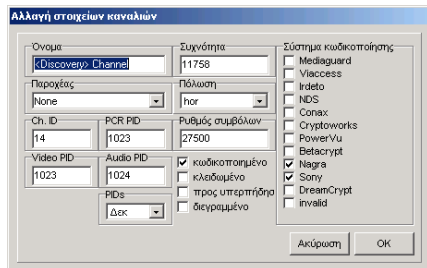 Αλλαγή στοιχείων καναλιών
Όνομα
<Discovery> Channel
Συχνότητα
11758
Παροχέας
None
Πόλωση
hor
Ch. ID
14
PCR PID
1023
Ρυθμός συμβόλων
27500
Video PID
1023
Audio PID
1024
PIDs
Δεκ
κωδικοποιημένο
κλειδωμένο
προς υπερπήδησ
διεγραμμένο
Σύστημα κωδικοποίησης
Mediaguard
Viaccess
Irdeto
NDS
Conax
Cryptoworks
PowerVu
Betacrypt
Nagra
Sony
DreamCrypt
invalid
Ακύρωση
OK